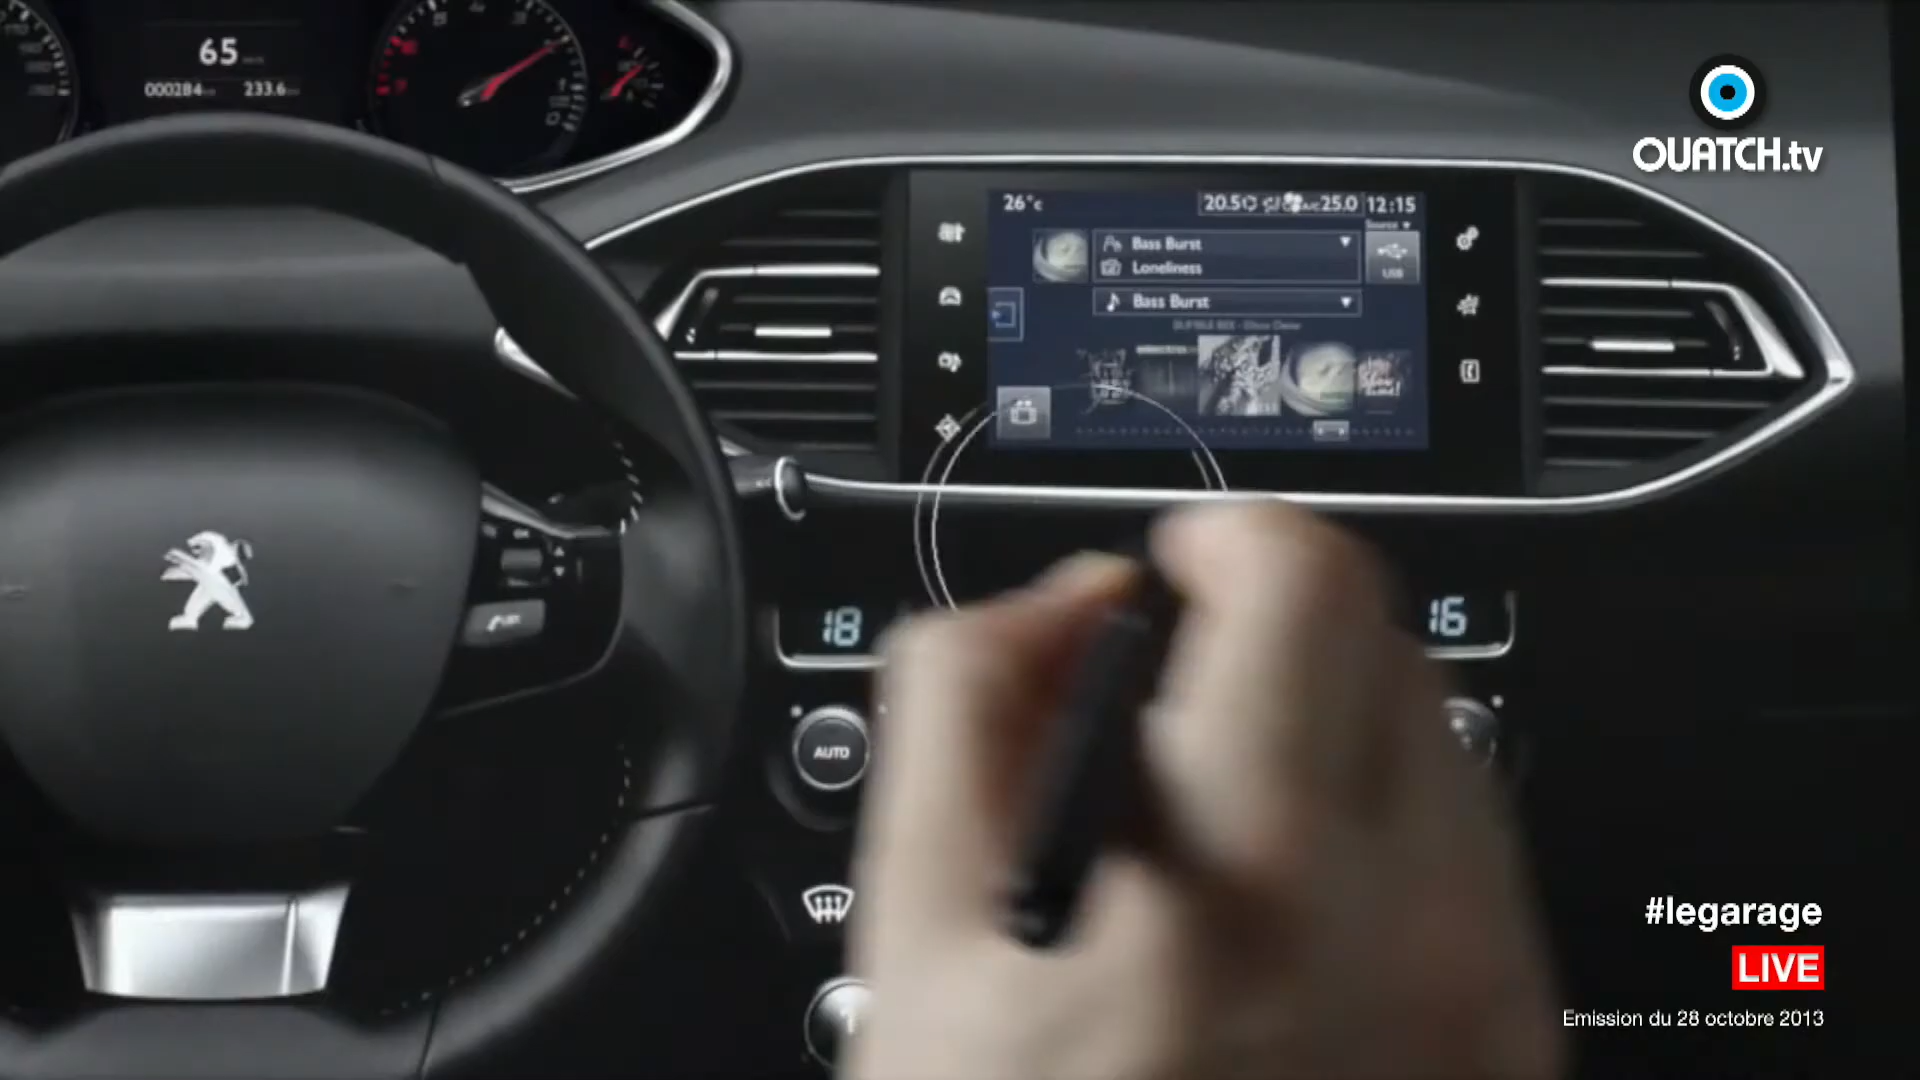 65
000284
233.6
OUATCH.tv
26°c
20.5
A/C 25.0
12:15
Source
Bass Burst
Loneliness
USB
Bass Burst
18
16
AUTO
#legarage
LIVE
Emission du 28 octobre 2013